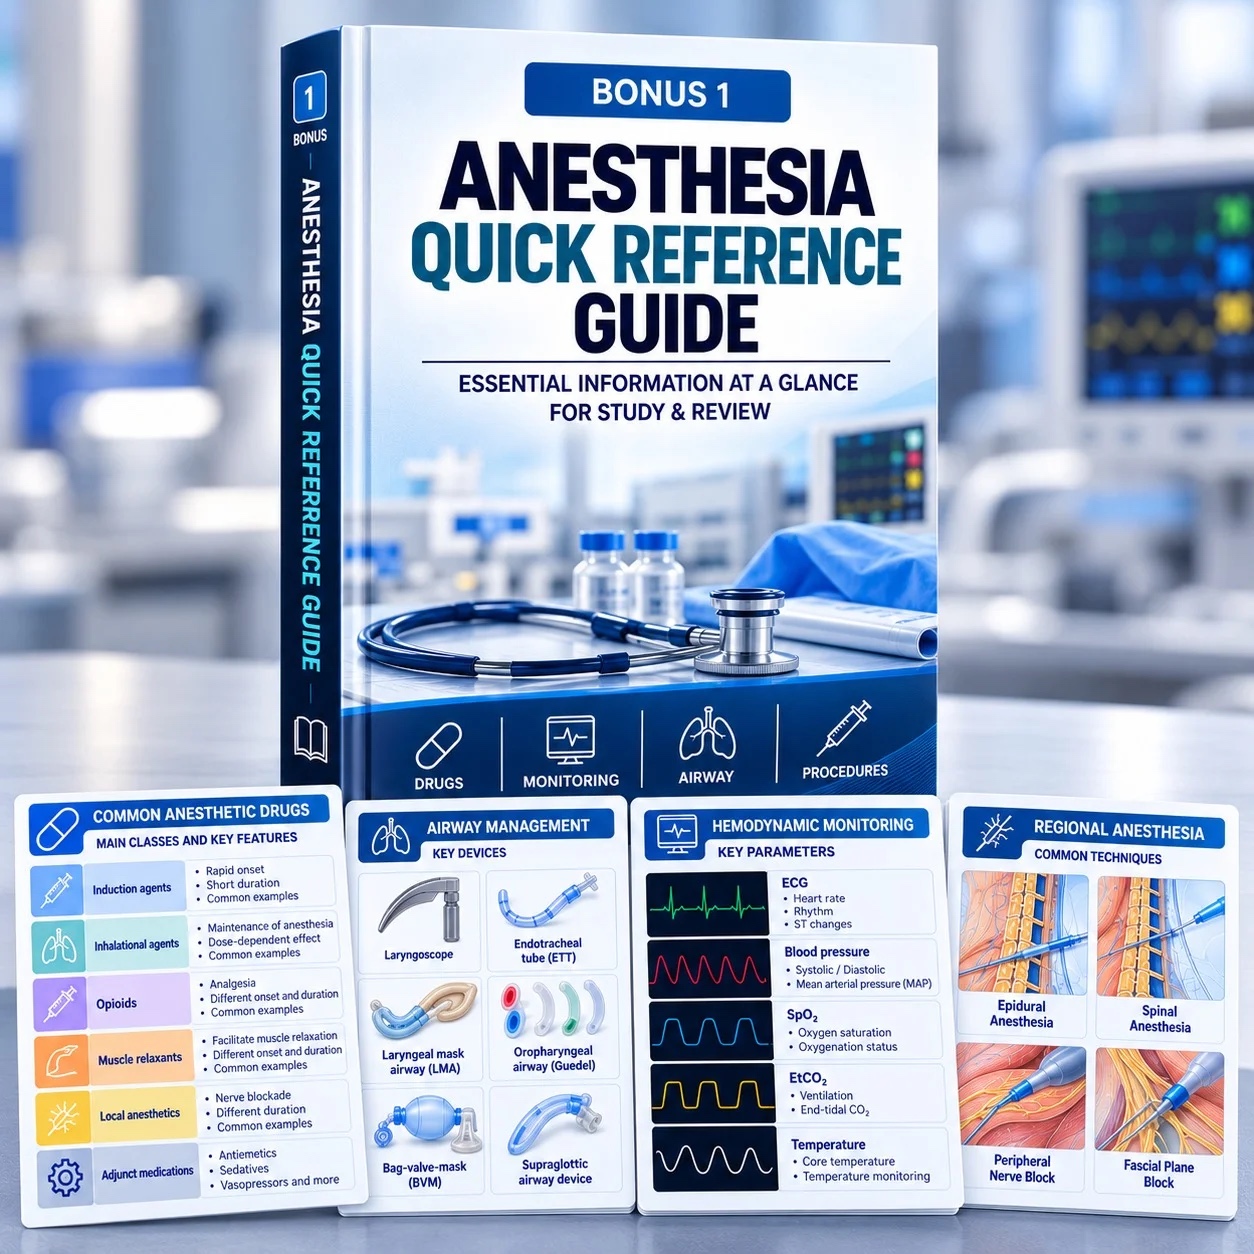 1
BONUS
ANESTHESIA QUICK REFERRENCE GUIDE
BONUS 1
ANESTHESIA
QUICK REFERENCE
GUIDE
ESSENTIAL INFORMATION AT A GLANCE
FOR STUDY & REVIEW
DRUGS
MONITORING
AIRWAY
PROCEDURES
COMMON ANESTHETIC DRUGS
MAIN CLASSES AND KEY FEATURES
Induction agents
• Rapid onset
• Short duration
• Common examples
Inhalational agents
• Maintenance of anesthesia
• Dose-dependent effect
• Common examples
Opioids
• Analgesia
• Different onset and duration
• Common examples
Muscle relaxants
• Facilitate muscle relaxation
• Different onset and duration
• Common examples
Local anesthetics
• Nerve blockade
• Different duration
• Common examples
Adjunct medications
• Antiemetics
• Sedatives
• Vasopressors and more
AIRWAY MANAGEMENT
KEY DEVICES
Laryngoscope
Endotracheal
tube (ETT)
Laryngeal mask
airway (LMA)
Oropharyngeal
airway (Guedel)
Bag-valve-mask
(BVM)
Supraglottic
airway device
HEMODYNAMIC MONITORING
KEY PARAMETERS
ECG
• Heart rate
• Rhythm
• ST changes
Blood pressure
• Systolic / Diastolic
• Mean arterial pressure (MAP)
SpO₂
• Oxygen saturation
• Oxygenation status
EtCO₂
• Ventilation
• End-tidal CO₂
Temperature
• Core temperature
• Temperature monitoring
REGIONAL ANESTHESIA
COMMON TECHNIQUES
Epidural
Anesthesia
Spinal
Anesthesia
Peripheral
Nerve Block
Fascial Plane
Block